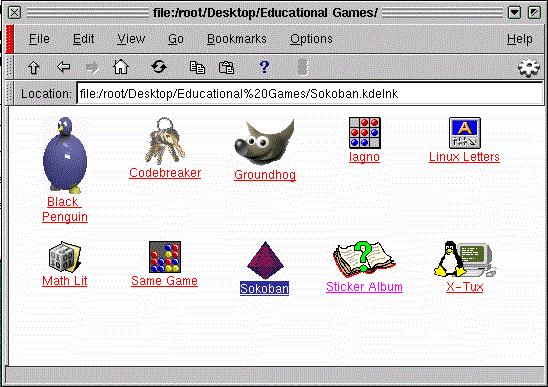 file:/root/Desktop/Educational Games/
File Edit View Go Bookmarks Options Help
Location: file:/root/Desktop/Educational%20Games/Sokoban.kdelnk
Black
Penguin
Codebreaker
Groundhog
Iagno
Linux Letters
A
Math Lit
Same Game
Sokoban
Sticker Album
X-Tux